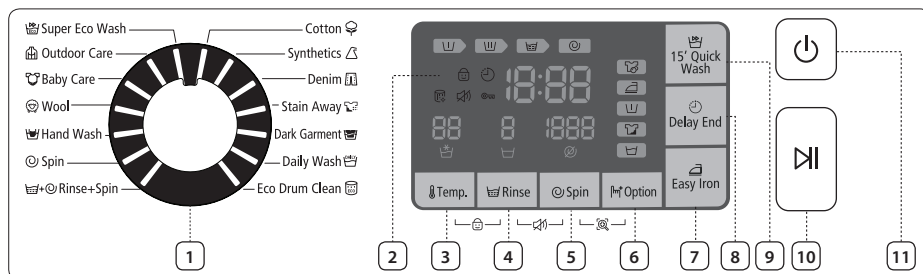 Super Eco Wash
Outdoor Care
Baby Care
Wool
Hand Wash
Spin
+ Rinse+Spin
Cotton
Synthetics
Denim
Stain Away
Dark Garment
Daily Wash
Eco Drum Clean
18:88
88 8 1888
Temp.
Rinse
Spin
Option
15' Quick
Wash
Delay End
Easy Iron
1
2
3
4
5
6
7
8
9
10
11